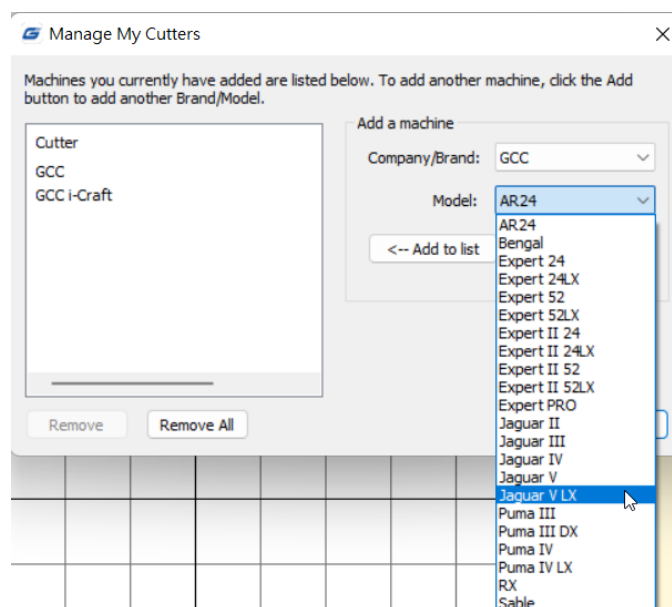 Manage My Cutters
Machines you currently have added are listed below. To add another machine, click the Add
button to add another Brand/Model.
Cutter
GCC
GCC i-Craft
Add a machine
Company/Brand: GCC
Model: AR24
<-- Add to list
AR24
Bengal
Expert 24
Expert 24LX
Expert 52
Expert 52LX
Expert II 24
Expert II 24LX
Expert II 52
Expert II 52LX
Expert PRO
Jaguar II
Jaguar III
Jaguar IV
Jaguar V
Jaguar V LX
Puma III
Puma III DX
Puma IV
Puma IV LX
RX
Sable
Remove
Remove All